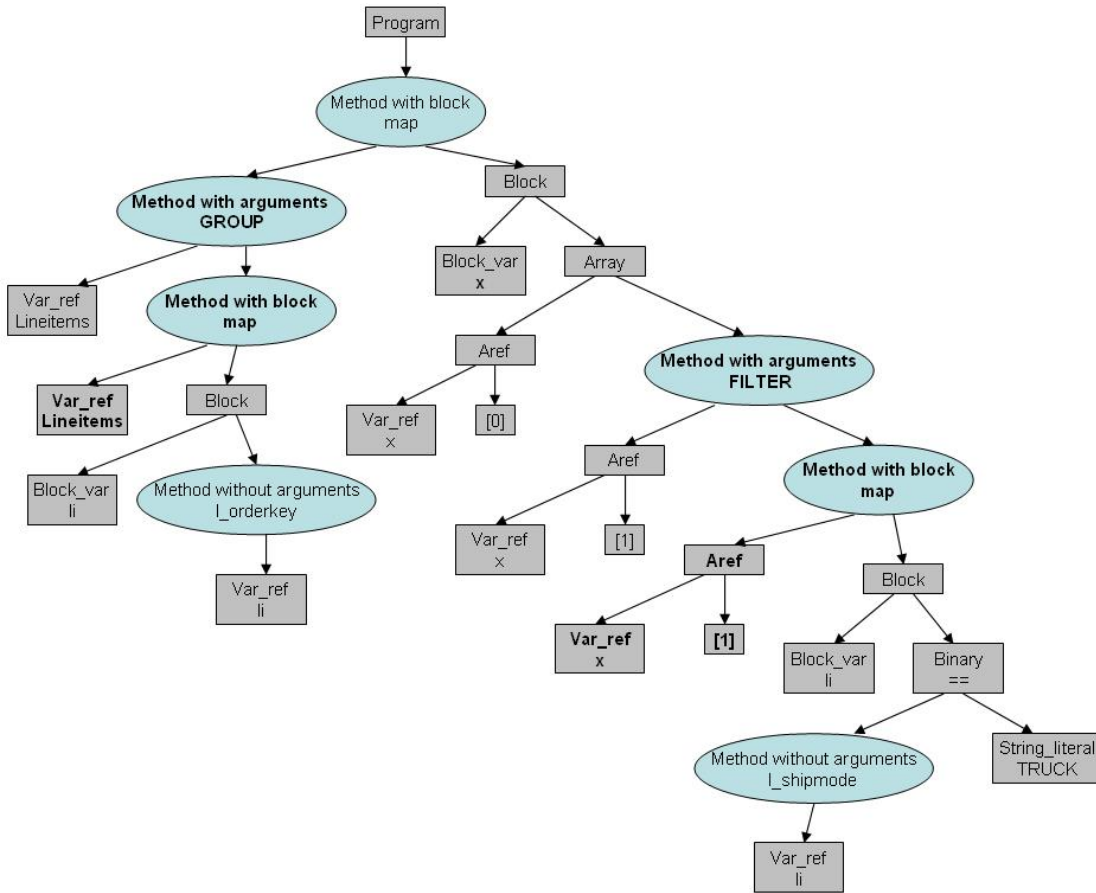 Program
Method with block
map
Method with arguments
GROUP
Block
Var_ref
Lineitems
Method with block
map
Block_var
x
Array
Var_ref
Lineitems
Block
Aref
Method with arguments
FILTER
Var_ref
x
[0]
Block_var
li
Method without arguments
l_orderkey
Aref
Method with block
map
Var_ref
li
Var_ref
x
[1]
Aref
Block
Var_ref
x
[1]
Block_var
li
Binary
==
Method without arguments
l_shipmode
String_literal
TRUCK
Var_ref
li